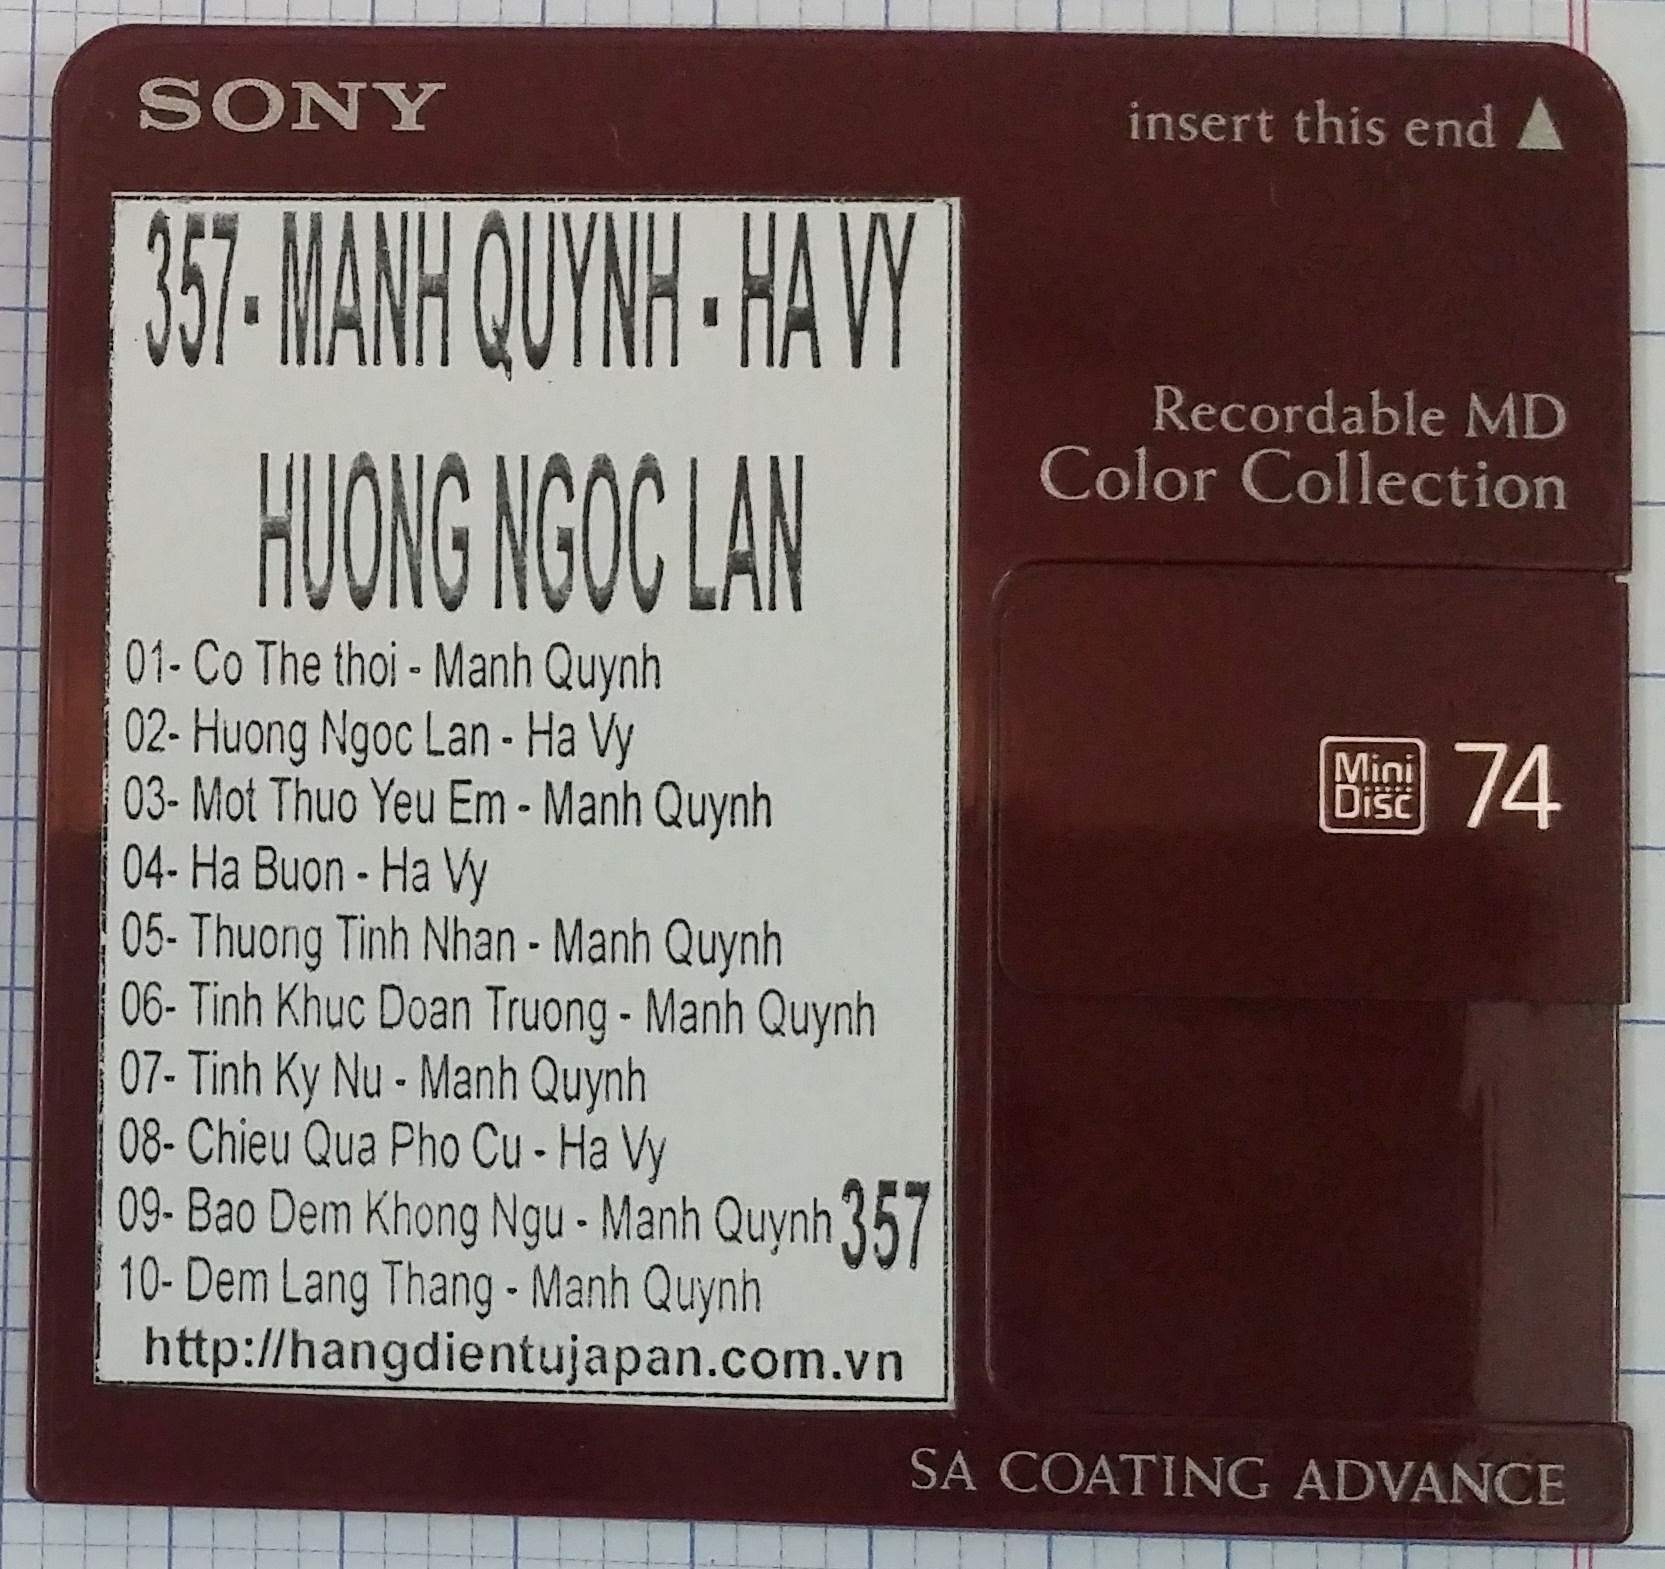 SONY
insert this end ▲
357- MANH QUYNH - HA VY
HUONG NGOC LAN
01- Co The thoi - Manh Quynh
02- Huong Ngoc Lan - Ha Vy
03- Mot Thuo Yeu Em - Manh Quynh
04- Ha Buon - Ha Vy
05- Thuong Tinh Nhan - Manh Quynh
06- Tinh Khuc Doan Truong - Manh Quynh
07- Tinh Ky Nu - Manh Quynh
08- Chieu Qua Pho Cu - Ha Vy
09- Bao Dem Khong Ngu - Manh Quynh 357
10- Dem Lang Thang - Manh Quynh
http://hangdientujapan.com.vn
Recordable MD
Color Collection
Mini
Disc
74
SA COATING ADVANCE